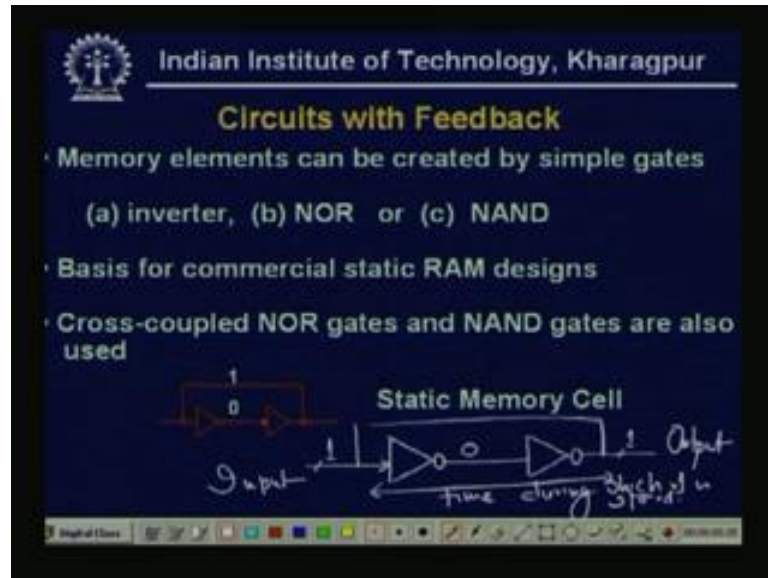 Indian Institute of Technology, Kharagpur
Circuits with Feedback
· Memory elements can be created by simple gates
(a) inverter, (b) NOR or (c) NAND
· Basis for commercial static RAM designs
· Cross-coupled NOR gates and NAND gates are also
used
1
0
Static Memory Cell
1 0 1 Output
Input
time during which